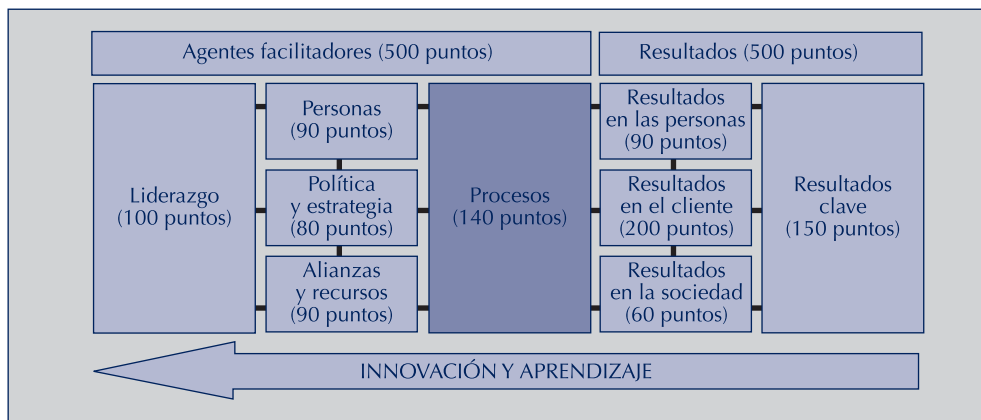 Agentes facilitadores (500 puntos)
Resultados (500 puntos)
Liderazgo
(100 puntos)
Personas
(90 puntos)
Política
y estrategia
(80 puntos)
Alianzas
y recursos
(90 puntos)
Procesos
(140 puntos)
Resultados
en las personas
(90 puntos)
Resultados
en el cliente
(200 puntos)
Resultados
en la sociedad
(60 puntos)
Resultados
clave
(150 puntos)
INNOVACIÓN Y APRENDIZAJE